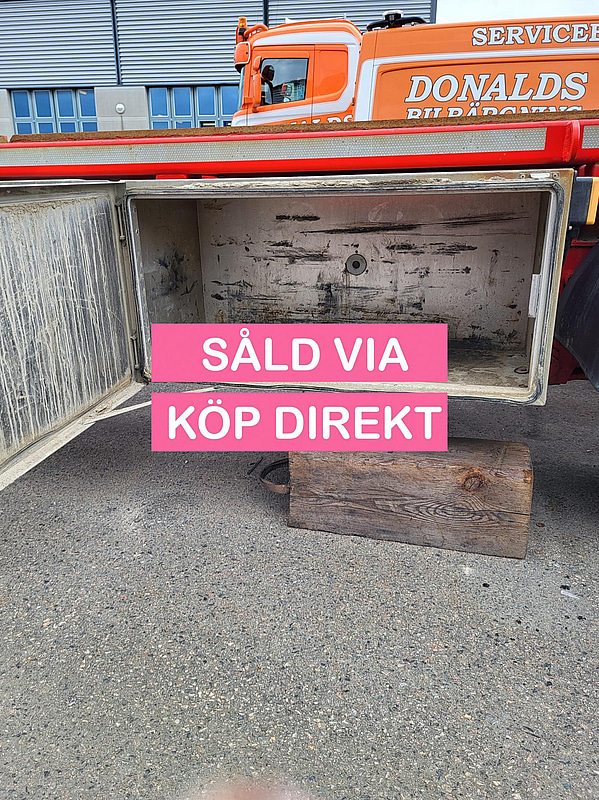 SERVICEB
DONALDS
BILBÄRGNING
SÅLD VIA
KÖP DIREKT